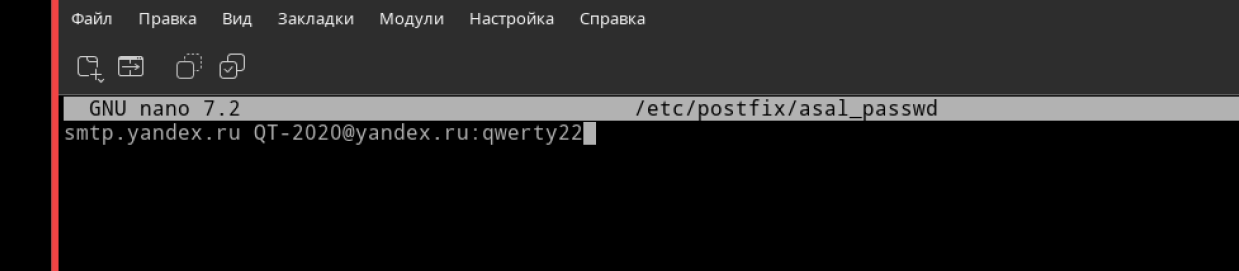 Файл Правка Вид Закладки Модули Настройка Справка
GNU nano 7.2 /etc/postfix/asal_passwd
smtp.yandex.ru QT-2020@yandex.ru:qwerty22